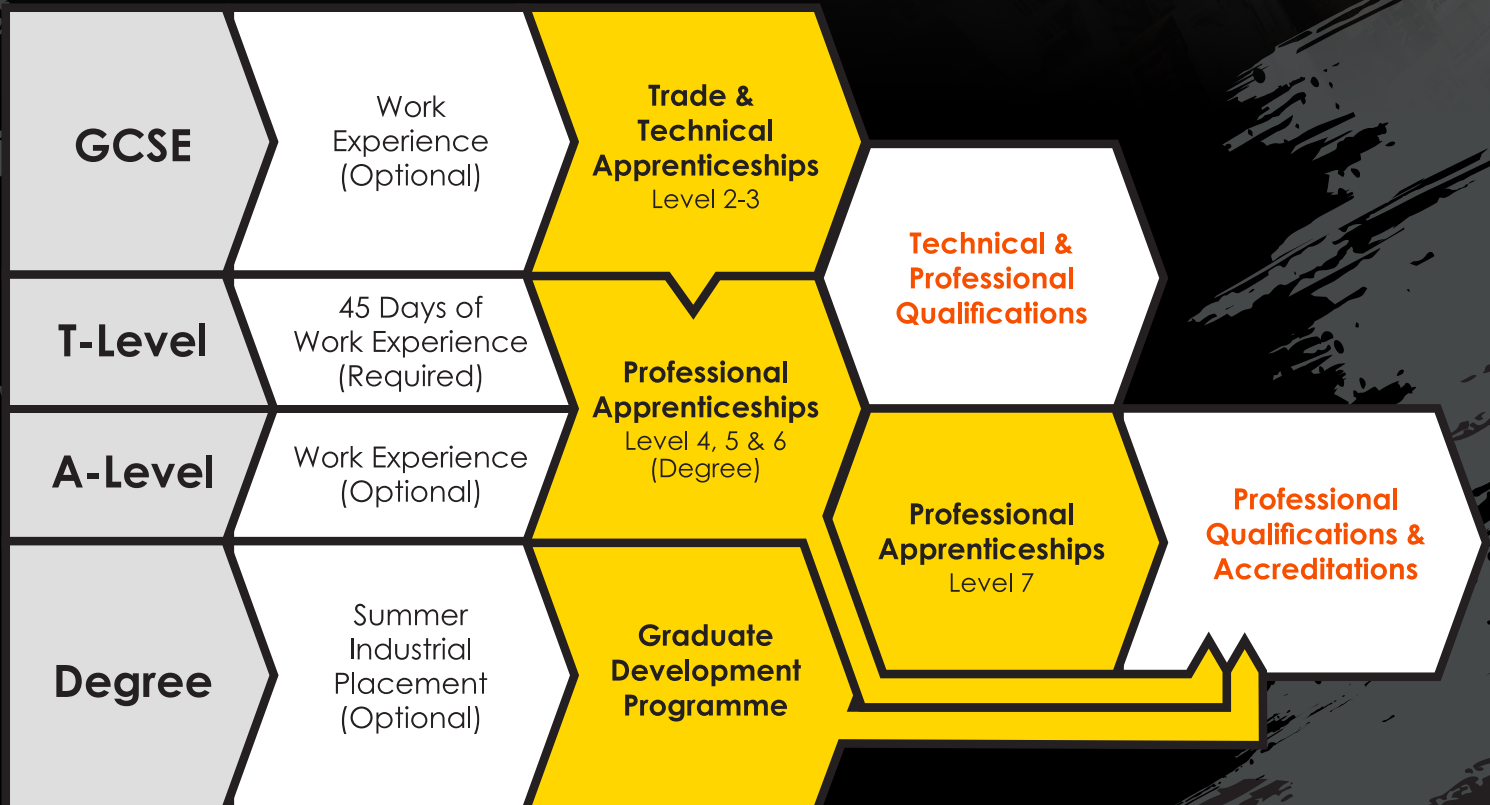 GCSE
Work
Experience
(Optional)
Trade &
Technical
Apprenticeships
Level 2-3
Technical &
Professional
Qualifications
T-Level
45 Days of
Work Experience
(Required)
Professional
Apprenticeships
Level 4, 5 & 6
(Degree)
A-Level
Work Experience
(Optional)
Professional
Apprenticeships
Level 7
Professional
Qualifications &
Accreditations
Degree
Summer
Industrial
Placement
(Optional)
Graduate
Development
Programme